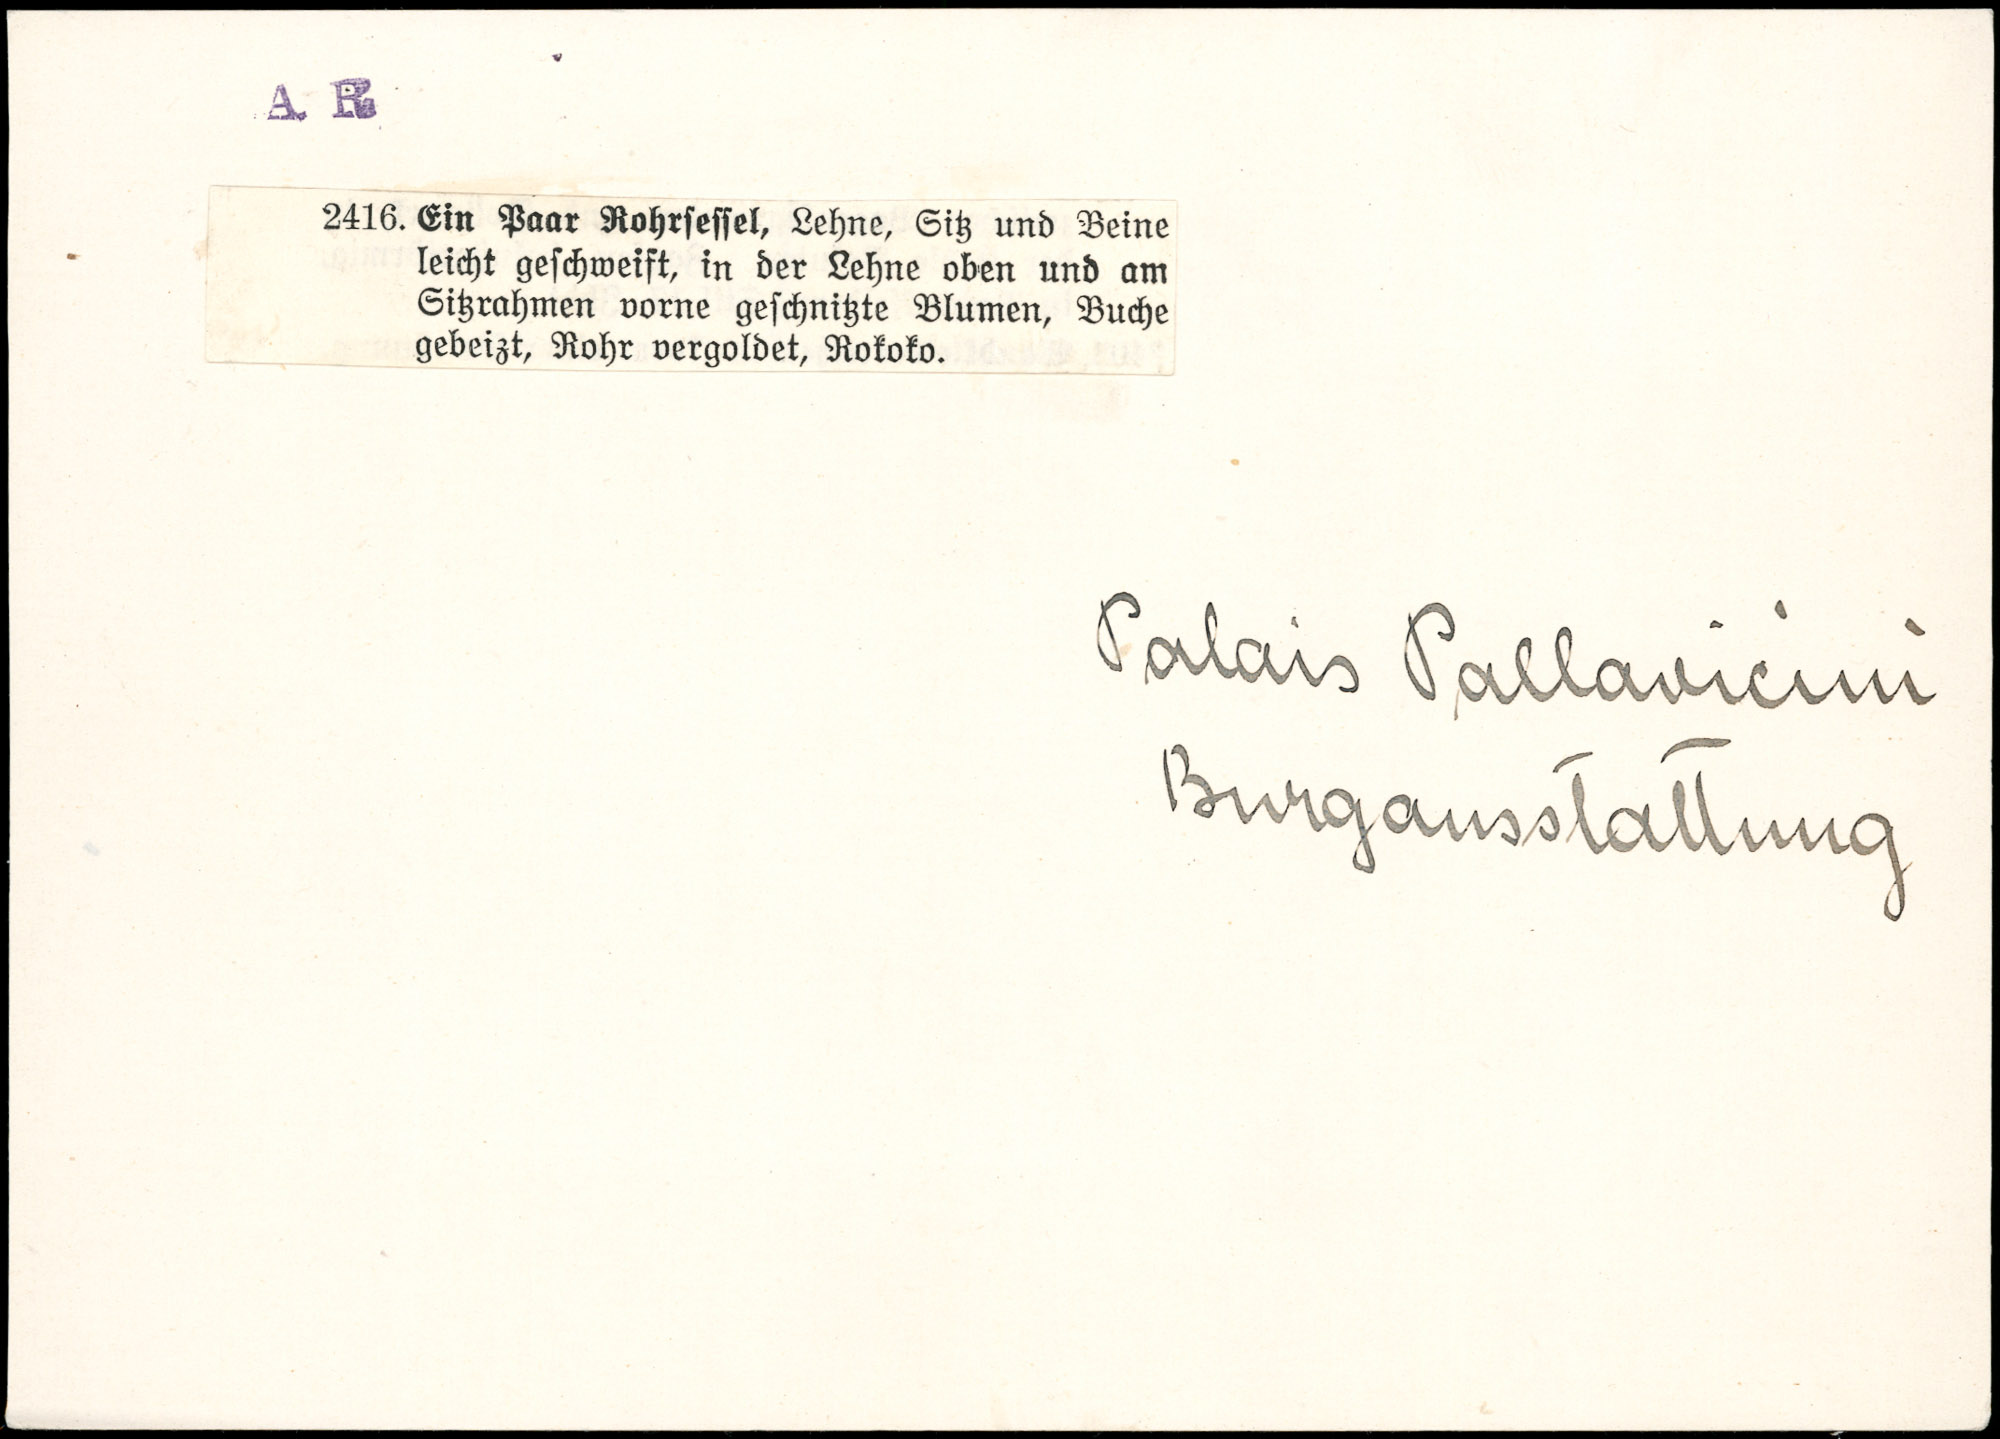 A. R
2416. Ein Paar Rohrsessel, Lehne, Sitz und Beine
leicht geschweift, in der Lehne oben und am
Sitzrahmen vorne geschnitzte Blumen, Buche
gebeizt, Rohr vergoldet, Rokoko.
Palais Pallavicini
Burgausstattung